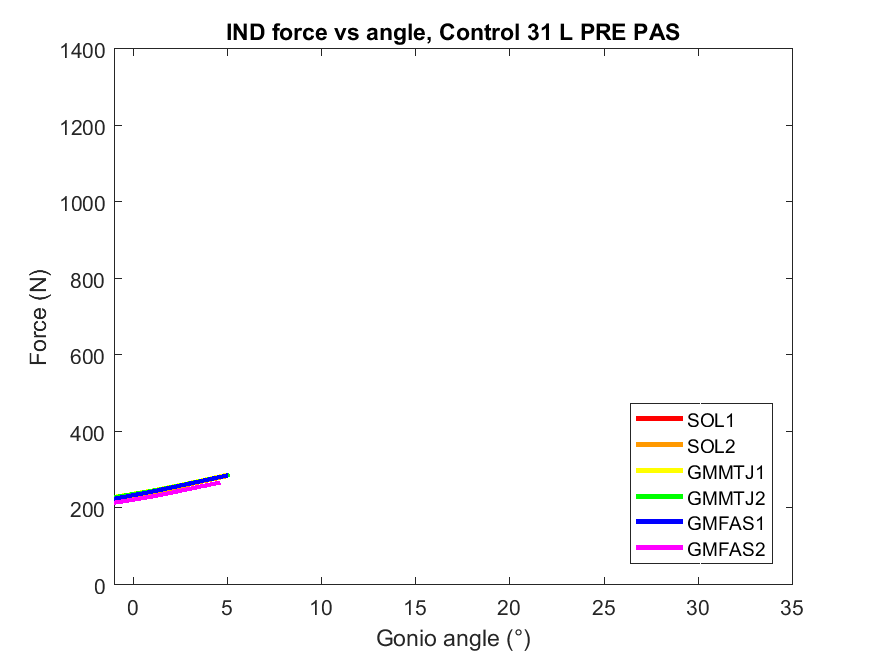 IND force vs angle, Control 31 L PRE PAS
1400
1200
1000
800
600
400
200
0
Force (N)
SOL1
SOL2
GMMTJ1
GMMTJ2
GMFAS1
GMFAS2
0 5 10 15 20 25 30 35
Gonio angle (°)